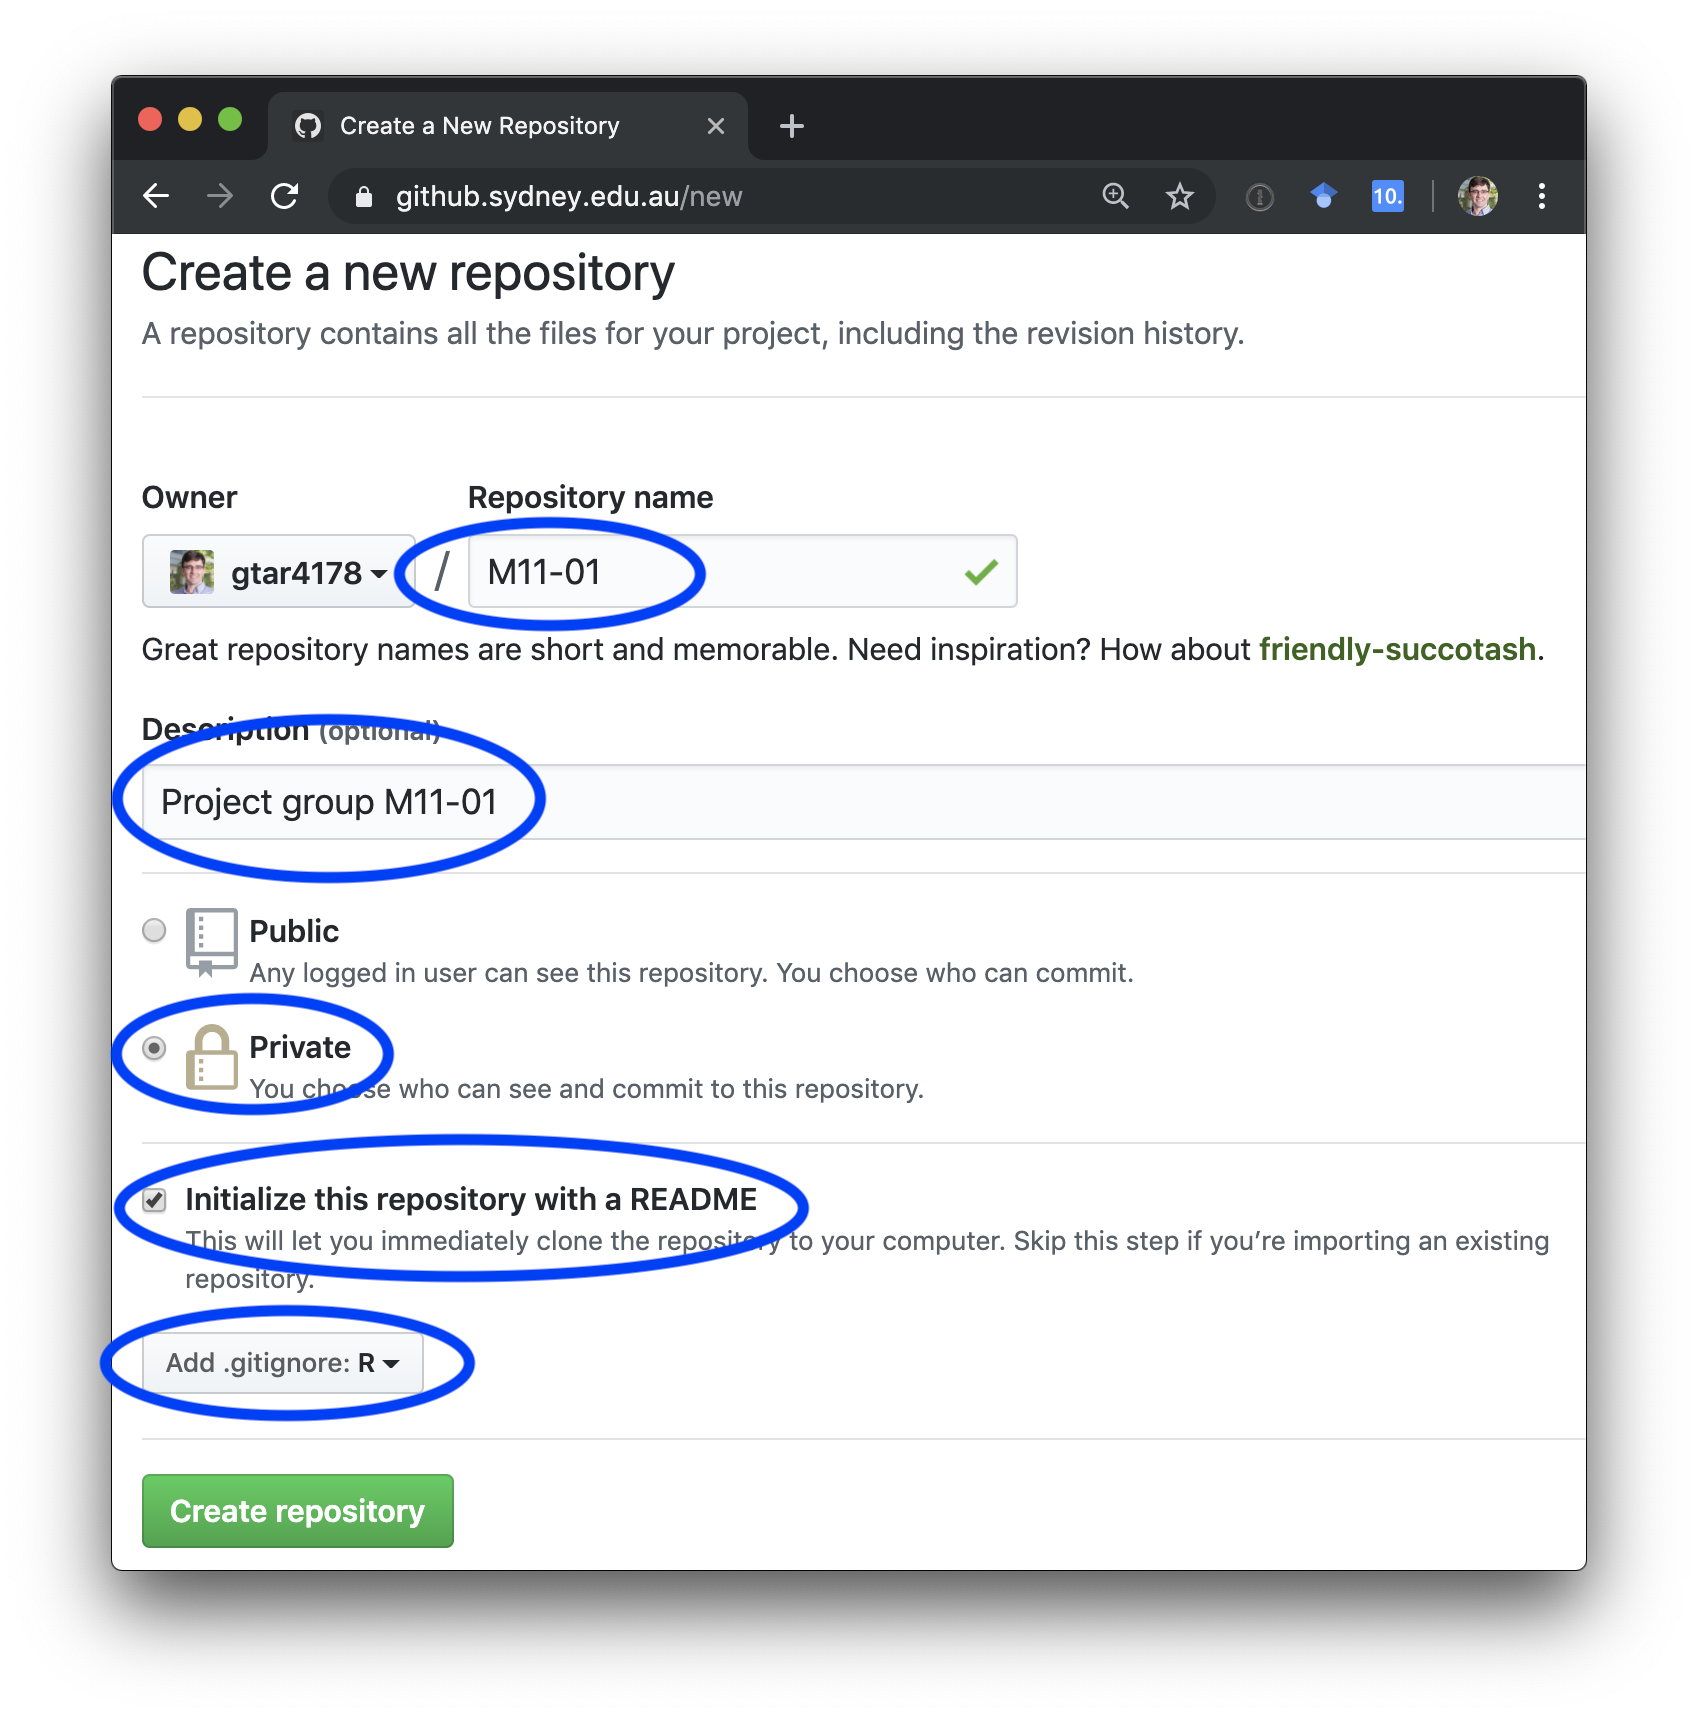 Create a New Repository
github.sydney.edu.au/new
10.
Create a new repository
A repository contains all the files for your project, including the revision history.
Owner
Repository name
gtar4178
/
M11-01
Great repository names are short and memorable. Need inspiration? How about friendly-succotash.
Description (optional)
Project group M11-01
Public
Any logged in user can see this repository. You choose who can commit.
Private
You choose who can see and commit to this repository.
Initialize this repository with a README
This will let you immediately clone the repository to your computer. Skip this step if you’re importing an existing
repository.
Add .gitignore: R
Create repository